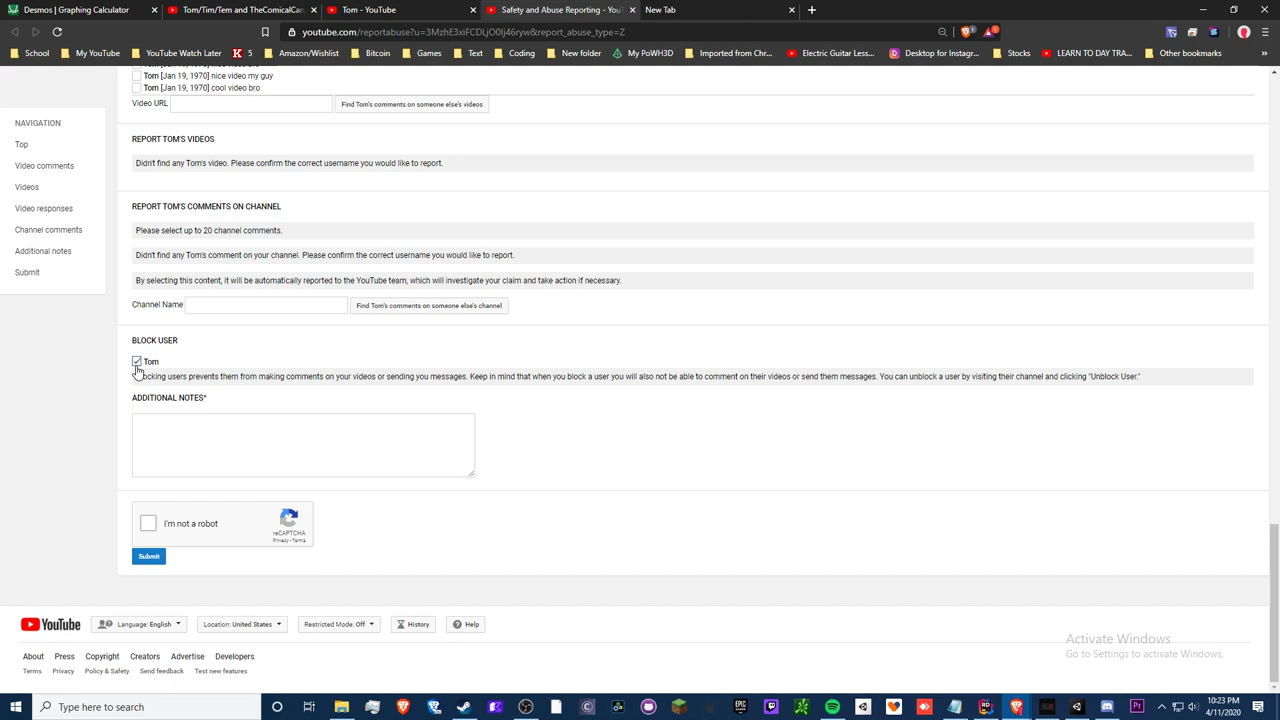 Desmos | Graphing Calculator
Tom/Tim/Tem and TheComicalCan
Tom - YouTube
Safety and Abuse Reporting - You
New Tab
youtube.com/reportabuse?u=3MzhE3xiFCDLjO0Ij46ryw&report_abuse_type=Z
School
My YouTube
YouTube Watch Later
5
Amazon/Wishlist
Bitcoin
Games
Text
Coding
New folder
My PoWH3D
Imported from Chr...
Electric Guitar Less...
Desktop for Instagr...
Stocks
LEARN TO DAY TRA...
Other bookmarks
Tom [Jan 19, 1970] nice video my guy
Tom [Jan 19, 1970] cool video bro
Video URL
Find Tom's comments on someone else's videos
NAVIGATION
Top
Video comments
Videos
Video responses
Channel comments
Additional notes
Submit
REPORT TOM'S VIDEOS
Didn't find any Tom's video. Please confirm the correct username you would like to report.
REPORT TOM'S COMMENTS ON CHANNEL
Please select up to 20 channel comments.
Didn't find any Tom's comment on your channel. Please confirm the correct username you would like to report.
By selecting this content, it will be automatically reported to the YouTube team, which will investigate your claim and take action if necessary.
Channel Name
Find Tom's comments on someone else's channel
BLOCK USER
Tom
ocking users prevents them from making comments on your videos or sending you messages. Keep in mind that when you block a user you will also not be able to comment on their videos or send them messages. You can unblock a user by visiting their channel and clicking "Unblock User."
ADDITIONAL NOTES*
I'm not a robot
reCAPTCHA
Privacy - Terms
Submit
YouTube
Language: English
Location: United States
Restricted Mode: Off
History
Help
About
Press
Copyright
Creators
Advertise
Developers
Terms
Privacy
Policy & Safety
Send feedback
Test new features
Activate Windows
Go to Settings to activate Windows.
Type here to search
10:23 PM
4/11/2020